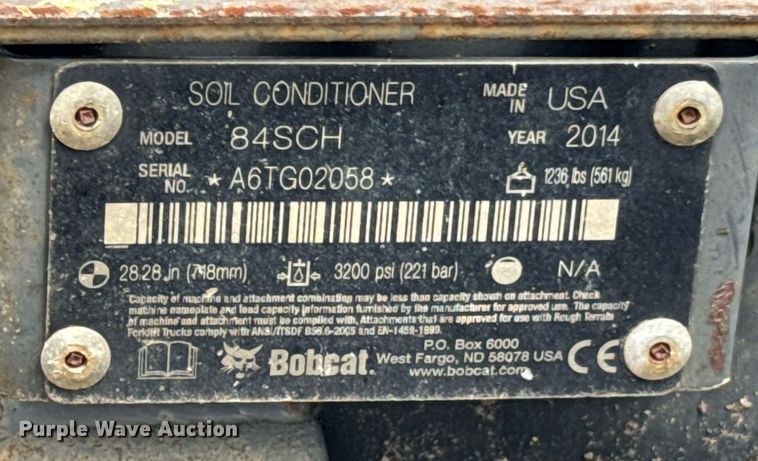 SOIL CONDITIONER MADE IN USA
MODEL 84SCH YEAR 2014
SERIAL NO. *A6TG02058* 1236 lbs (561 kg)
28.28 in (718mm) 3200 psi (221 bar) N/A
Capacity of machine and attachment combination may be less than capacity shown on attachment. Check
machine nameplate and load capacity information furnished by the manufacturer before use. The capacity
of machine and attachment must be complied with. Attachments that are approved for use with Rough Terrain
Forklift Trucks comply with ANSI/ITSDF B56.6-2005 and EN-1459-1999.
Bobcat.
P.O. Box 6000
West Fargo, ND 58078 USA
www.bobcat.com
CE
Purple Wave Auction